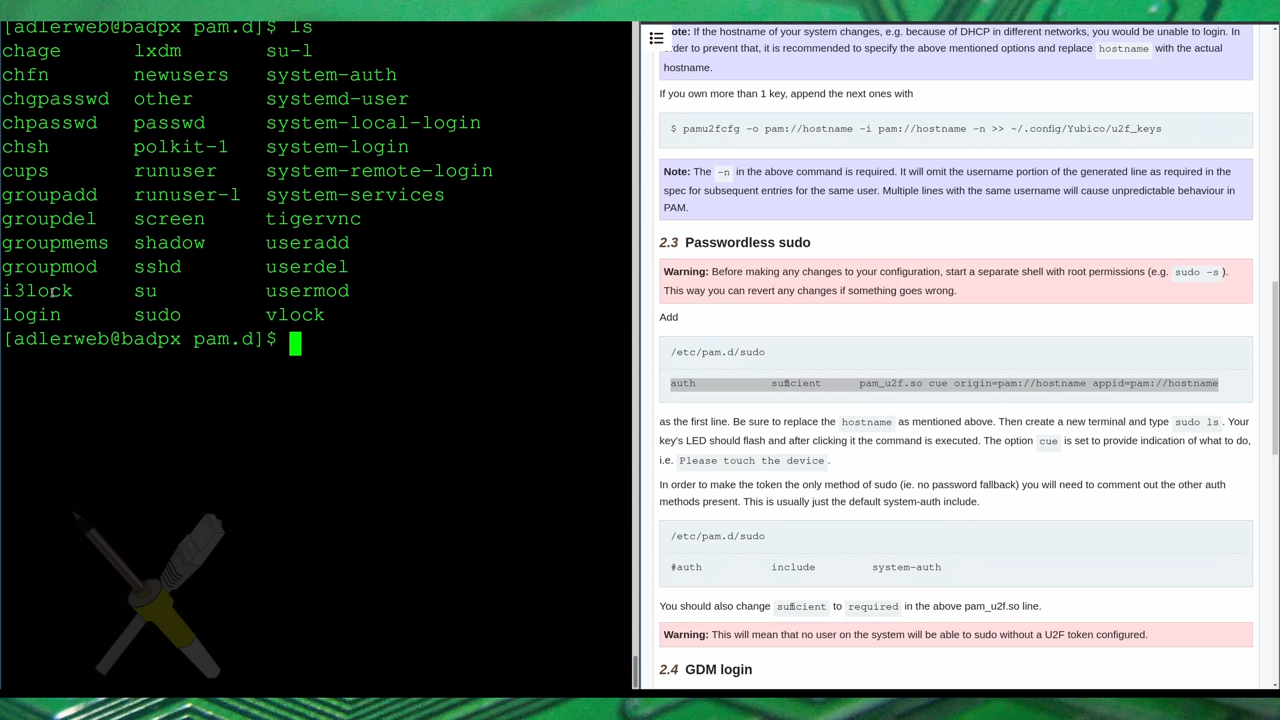 [adlerweb@badpx pam.d]$ ls
chage lxdm su-l
chfn newusers system-auth
chgpasswd other systemd-user
chpasswd passwd system-local-login
chsh polkit-1 system-login
cups runuser system-remote-login
groupadd runuser-l system-services
groupdel screen tigervnc
groupmems shadow useradd
groupmod sshd userdel
i3lock su usermod
login sudo vlock
[adlerweb@badpx pam.d]$
Note: If the hostname of your system changes, e.g. because of DHCP in different networks, you would be unable to login. In
order to prevent that, it is recommended to specify the above mentioned options and replace hostname with the actual
hostname.
If you own more than 1 key, append the next ones with
$ pamu2fcfg -o pam://hostname -i pam://hostname -n >> ~/.config/Yubico/u2f_keys
Note: The -n in the above command is required. It will omit the username portion of the generated line as required in the
spec for subsequent entries for the same user. Multiple lines with the same username will cause unpredictable behaviour in
PAM.
2.3 Passwordless sudo
Warning: Before making any changes to your configuration, start a separate shell with root permissions (e.g. sudo -s ).
This way you can revert any changes if something goes wrong.
Add
/etc/pam.d/sudo
auth sufficient pam_u2f.so cue origin=pam://hostname appid=pam://hostname
as the first line. Be sure to replace the hostname as mentioned above. Then create a new terminal and type sudo ls . Your
key's LED should flash and after clicking it the command is executed. The option cue is set to provide indication of what to do,
i.e. Please touch the device .
In order to make the token the only method of sudo (ie. no password fallback) you will need to comment out the other auth
methods present. This is usually just the default system-auth include.
/etc/pam.d/sudo
#auth include system-auth
You should also change sufficient to required in the above pam_u2f.so line.
Warning: This will mean that no user on the system will be able to sudo without a U2F token configured.
2.4 GDM login